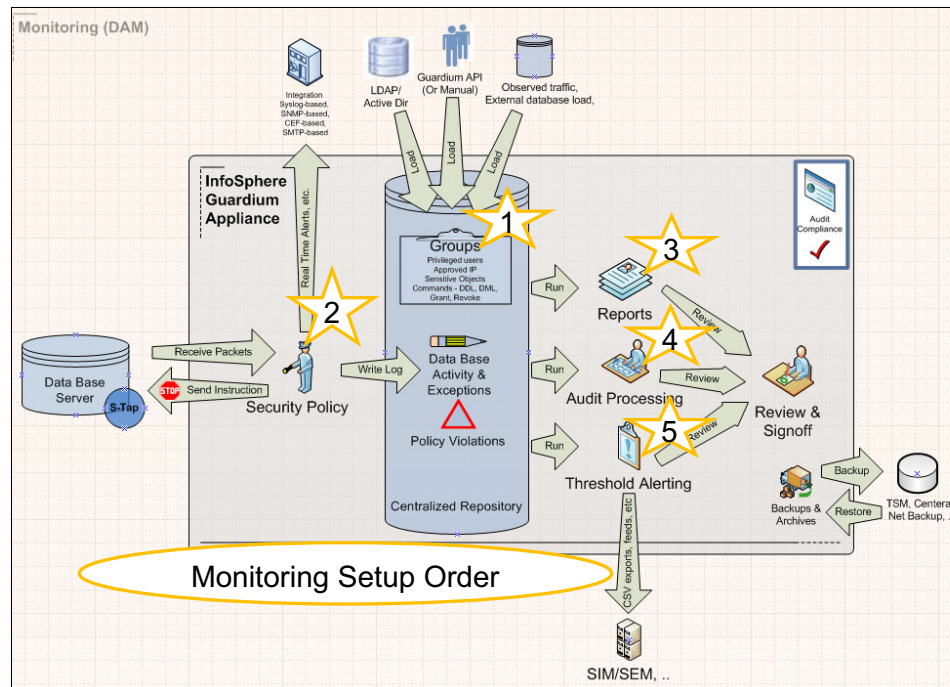 Monitoring (DAM)
Integration
Syslog-based,
SNMP-based,
CEF-based,
SMTP-based
LDAP/
Active Dir
Guardium API
(Or Manual)
Observed traffic,
External database load,
Load
Load
Load
InfoSphere
Guardium
Appliance
Real Time Alerts, etc.
1
Groups
Privileged users
Approved IP
Sensitive Objects
Commands - DDL, DML,
Grant, Revoke
Audit
Compliance
2
3
Run
Reports
Review
Receive Packets
Data Base
Server
S-Tap
STOP
Send Instruction
Security Policy
Write Log
Data Base
Activity &
Exceptions
Policy Violations
4
Run
Audit Processing
Review
Review &
Signoff
5
Run
Review
Threshold Alerting
Centralized Repository
Backups &
Archives
Backup
Restore
TSM, Centera
Net Backup, ..
Monitoring Setup Order
CSV exports, feeds, etc
SIM/SEM, ..